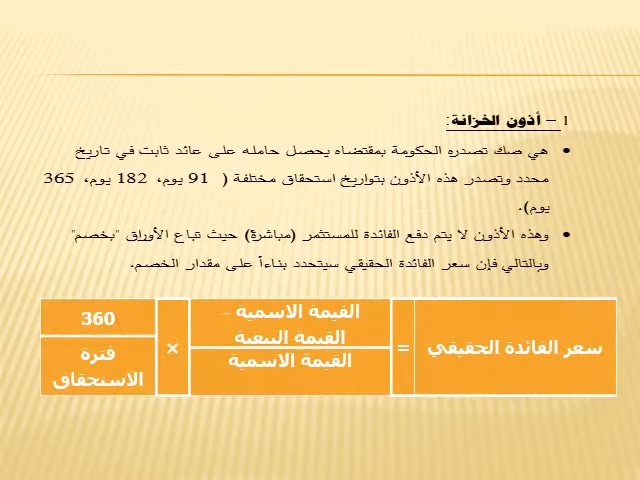 1 – أذون الخزانة:
هي صك تصدره الحكومة بمقتضاه يحصل حامله على عائد ثابت في تاريخ
محدد وتصدر هذه الأذون بتواريخ استحقاق مختلفة ( 91 يوم، 182 يوم، 365
يوم).
وهذه الأذون لا يتم دفع الفائدة للمستثمر (مباشرة) حيث تباع الأوراق "بخصم"
وبالتالي فإن سعر الفائدة الحقيقي سيتحدد بناءاً على مقدار الخصم.
سعر الفائدة الحقيقي
=
القيمة الاسمية –
القيمة البيعية
القيمة الاسمية
×
360
فترة
الاستحقاق